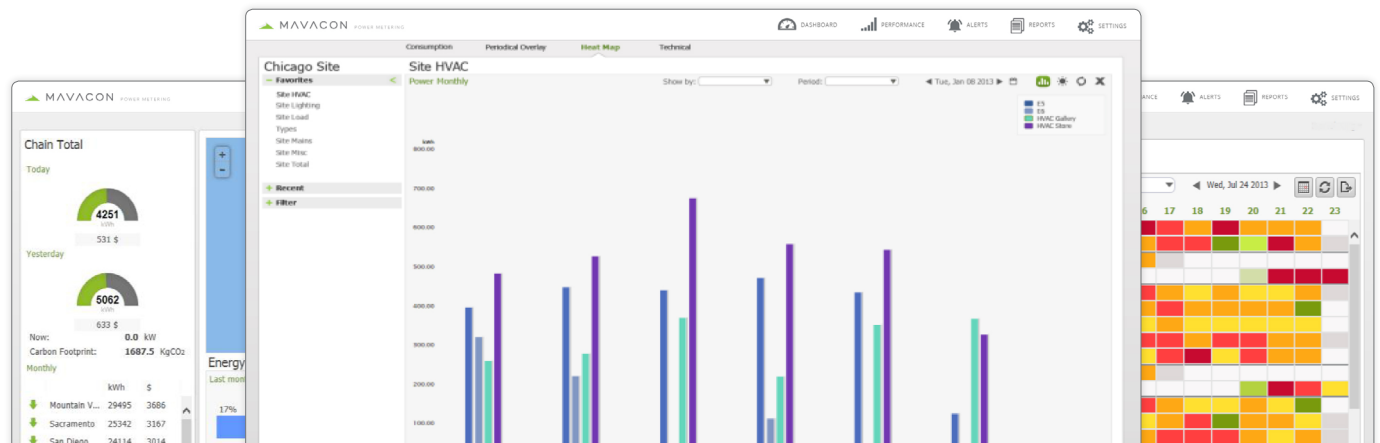 MAVACON POWER METERING
DASHBOARD
PERFORMANCE
ALERTS
REPORTS
SETTINGS
Consumption
Periodical Overlay
Heat Map
Technical
Chicago Site
Favorites
Site HVAC
Site Lighting
Site Load
Types
Site Mains
Site Misc
Site Total
Recent
Filter
Site HVAC
Power Monthly
Show by:
Period:
Tue, Jan 08 2013
E5
E6
HVAC Gallery
HVAC Store
kWh
800.00
700.00
600.00
500.00
400.00
300.00
200.00
100.00
MAVACON POWER METERING
Chain Total
Today
4251
kWh
531 $
Yesterday
5062
kWh
633 $
Now: 0.0 kW
Carbon Footprint: 1687.5 KgCO2
Monthly
kWh $
Mountain V... 29495 3686
Sacramento 25342 3167
San Diego 24114 3014
+
-
Energy
Last mon
17%
ANCE
ALERTS
REPORTS
SETTINGS
Wed, Jul 24 2013
6 17 18 19 20 21 22 23